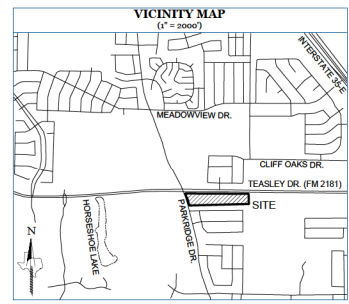 VICINITY MAP
(1" = 2000')
INTERSTATE 35-E
MEADOWVIEW DR.
CLIFF OAKS DR.
TEASLEY DR. (FM 2181)
SITE
HORSESHOE LAKE
PARKRIDGE DR.
N